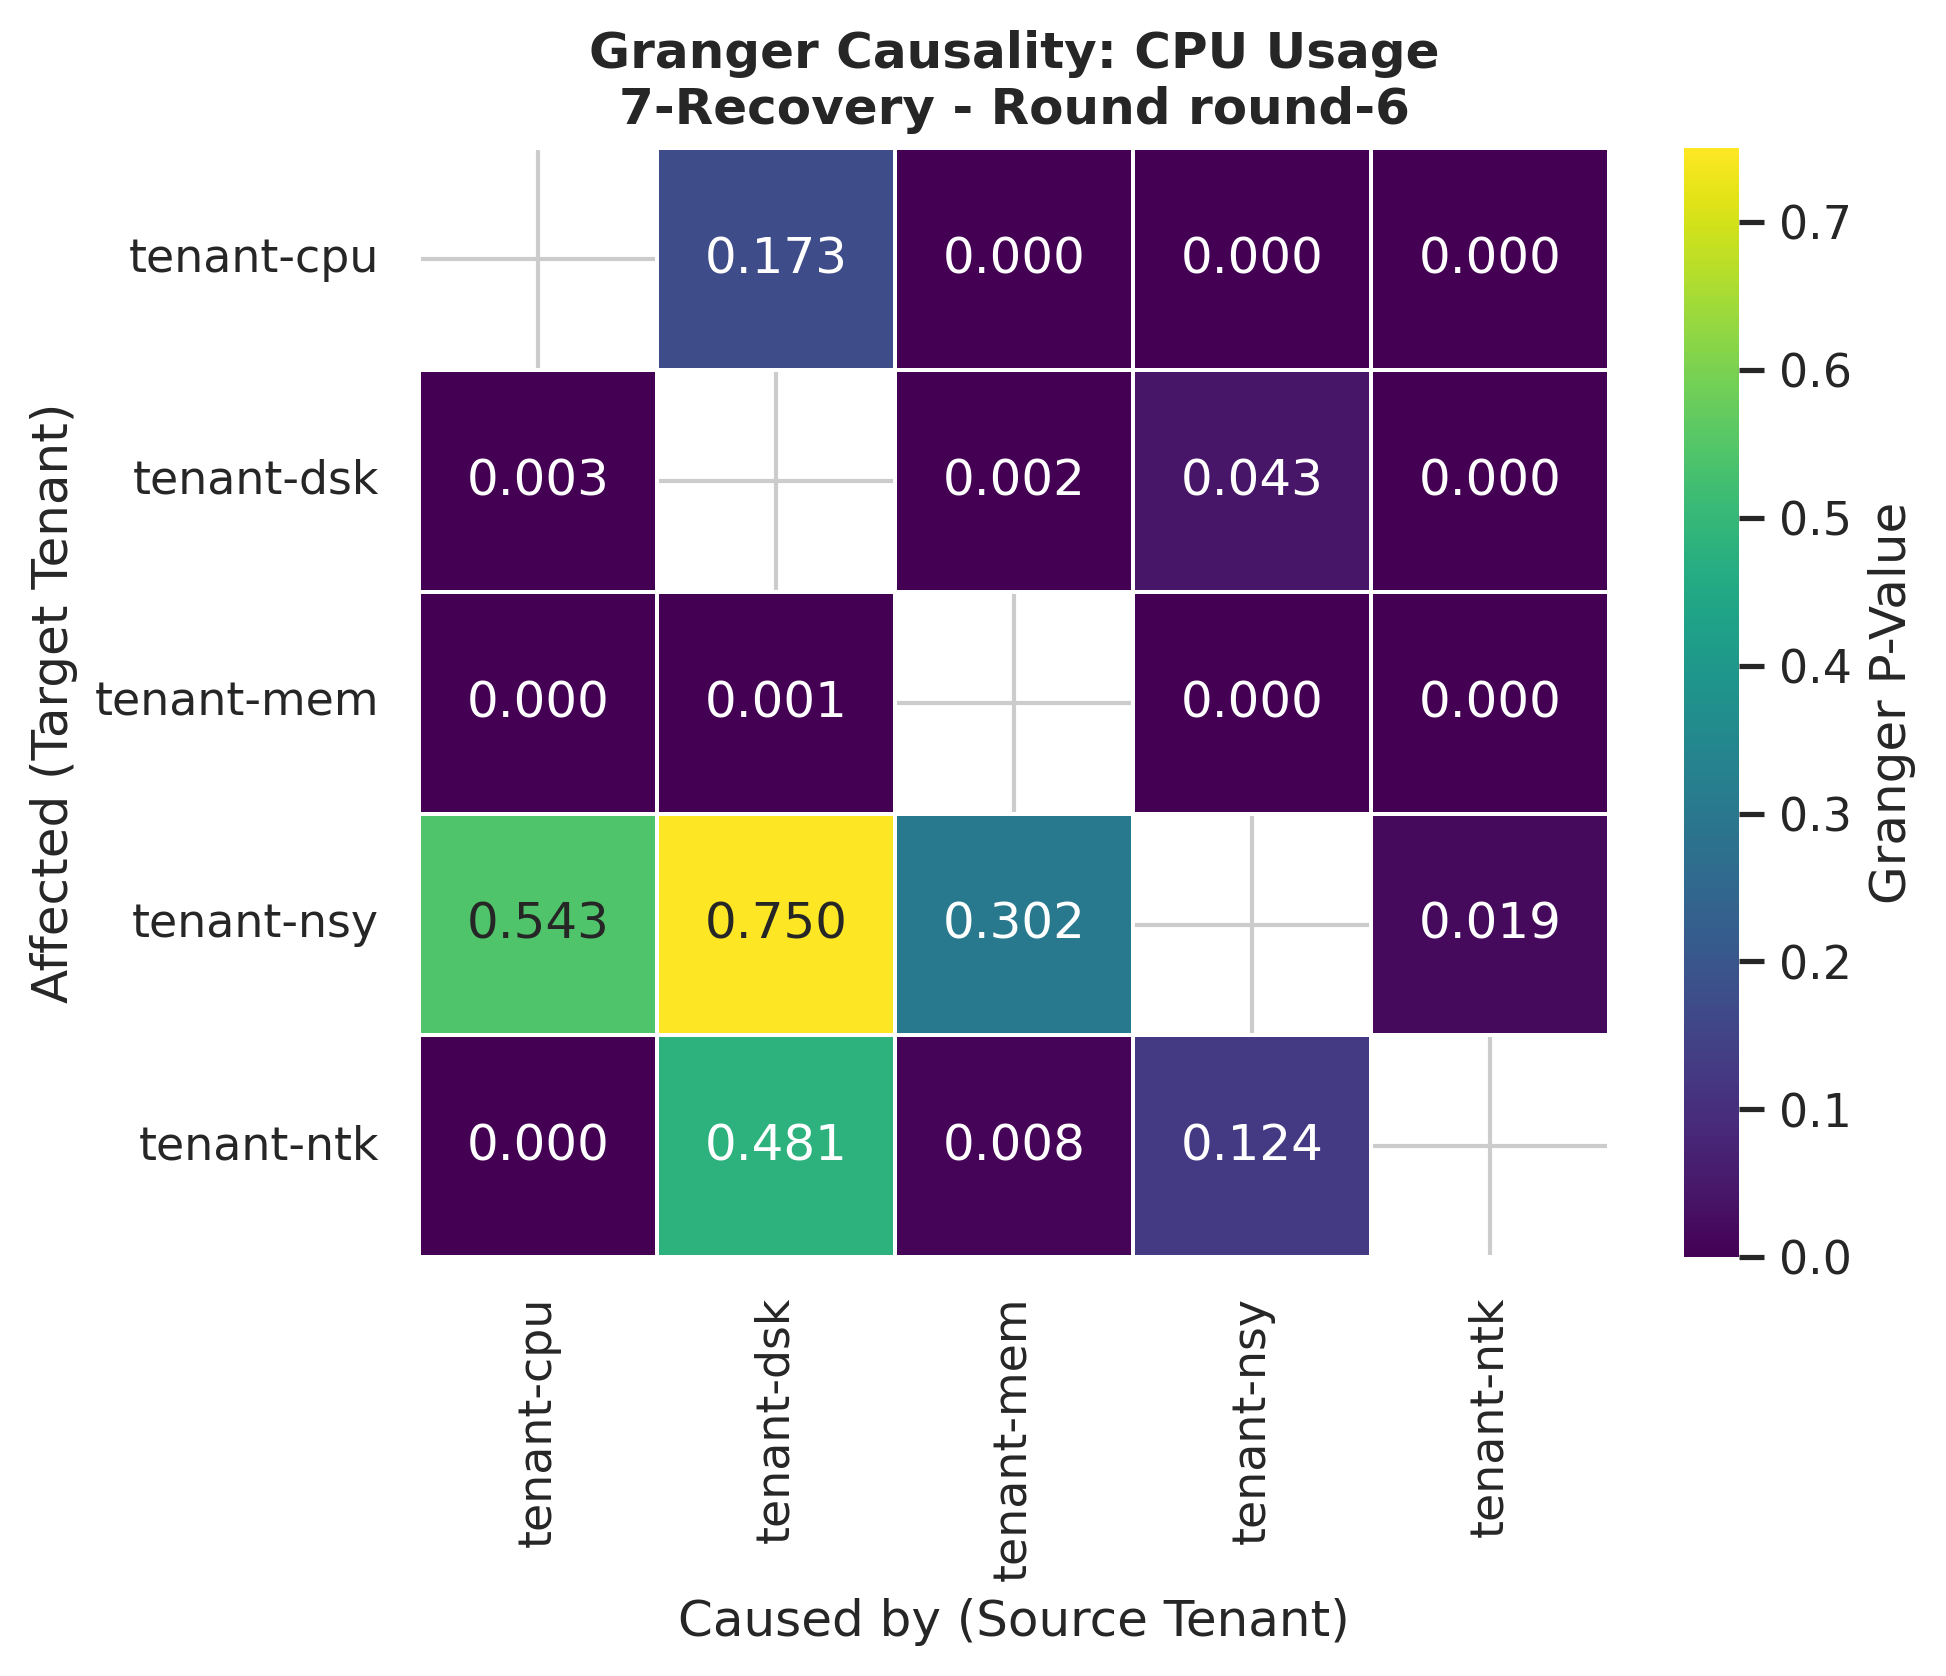 Granger Causality: CPU Usage
7-Recovery - Round round-6
Affected (Target Tenant)
tenant-cpu
0.173 0.000 0.000 0.000
tenant-dsk
0.003 0.002 0.043 0.000
tenant-mem
0.000 0.001 0.000 0.000
tenant-nsy
0.543 0.750 0.302 0.019
tenant-ntk
0.000 0.481 0.008 0.124
tenant-cpu
tenant-dsk
tenant-mem
tenant-nsy
tenant-ntk
Caused by (Source Tenant)
0.7
0.6
0.5
0.4
0.3
0.2
0.1
0.0
Granger P-Value